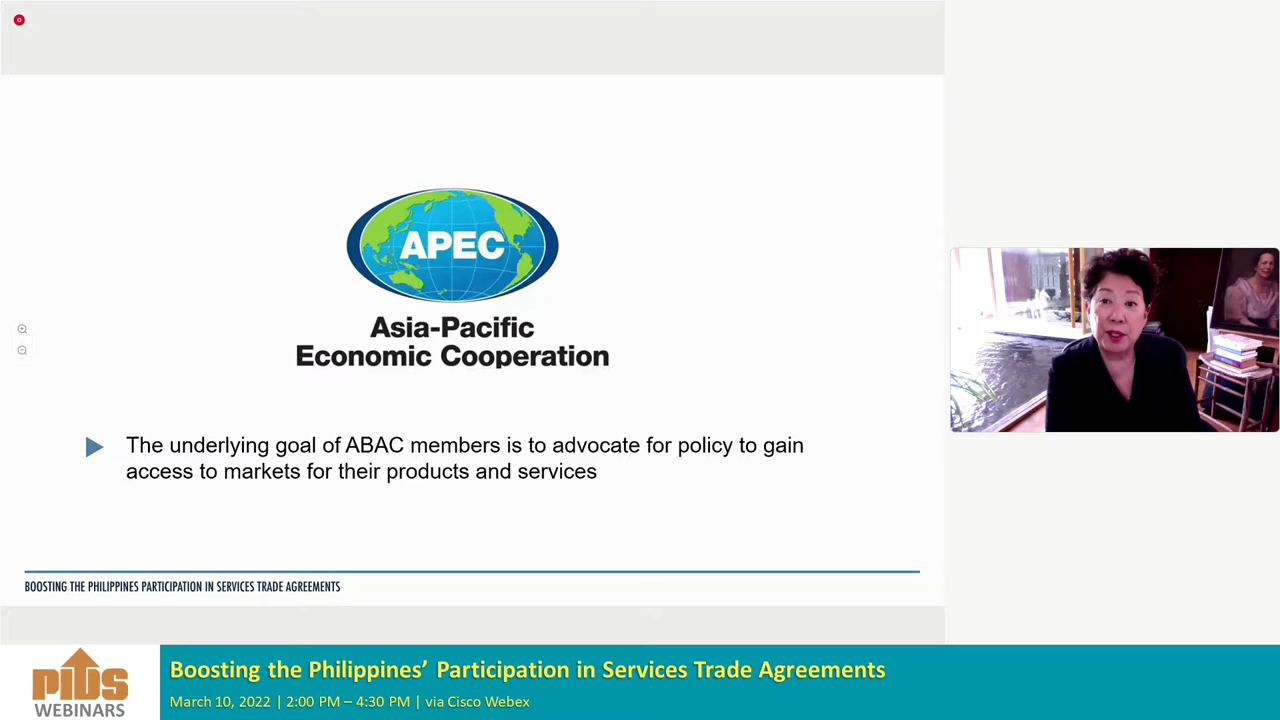 APEC
Asia-Pacific
Economic Cooperation
The underlying goal of ABAC members is to advocate for policy to gain
access to markets for their products and services
BOOSTING THE PHILIPPINES PARTICIPATION IN SERVICES TRADE AGREEMENTS
PIDS
WEBINARS
Boosting the Philippines’ Participation in Services Trade Agreements
March 10, 2022 | 2:00 PM – 4:30 PM | via Cisco Webex